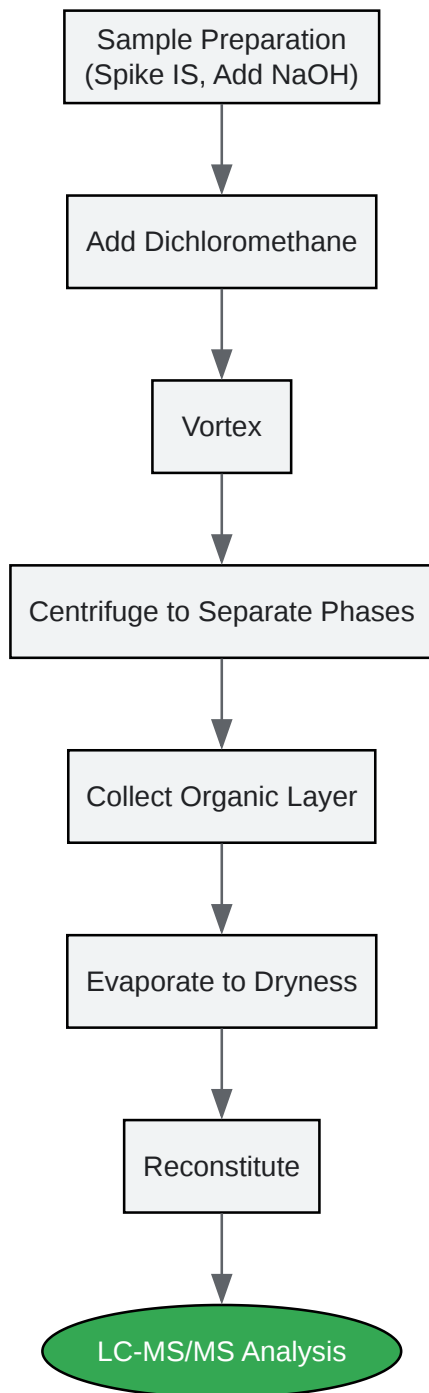 Sample Preparation
(Spike IS, Add NaOH)
Add Dichloromethane
Vortex
Centrifuge to Separate Phases
Collect Organic Layer
Evaporate to Dryness
Reconstitute
LC-MS/MS Analysis